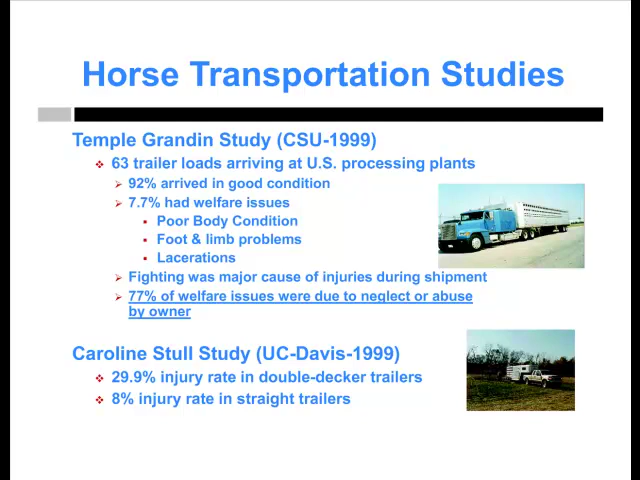 Horse Transportation Studies
Temple Grandin Study (CSU-1999)
63 trailer loads arriving at U.S. processing plants
92% arrived in good condition
7.7% had welfare issues
Poor Body Condition
Foot & limb problems
Lacerations
Fighting was major cause of injuries during shipment
77% of welfare issues were due to neglect or abuse
by owner
Caroline Stull Study (UC-Davis-1999)
29.9% injury rate in double-decker trailers
8% injury rate in straight trailers